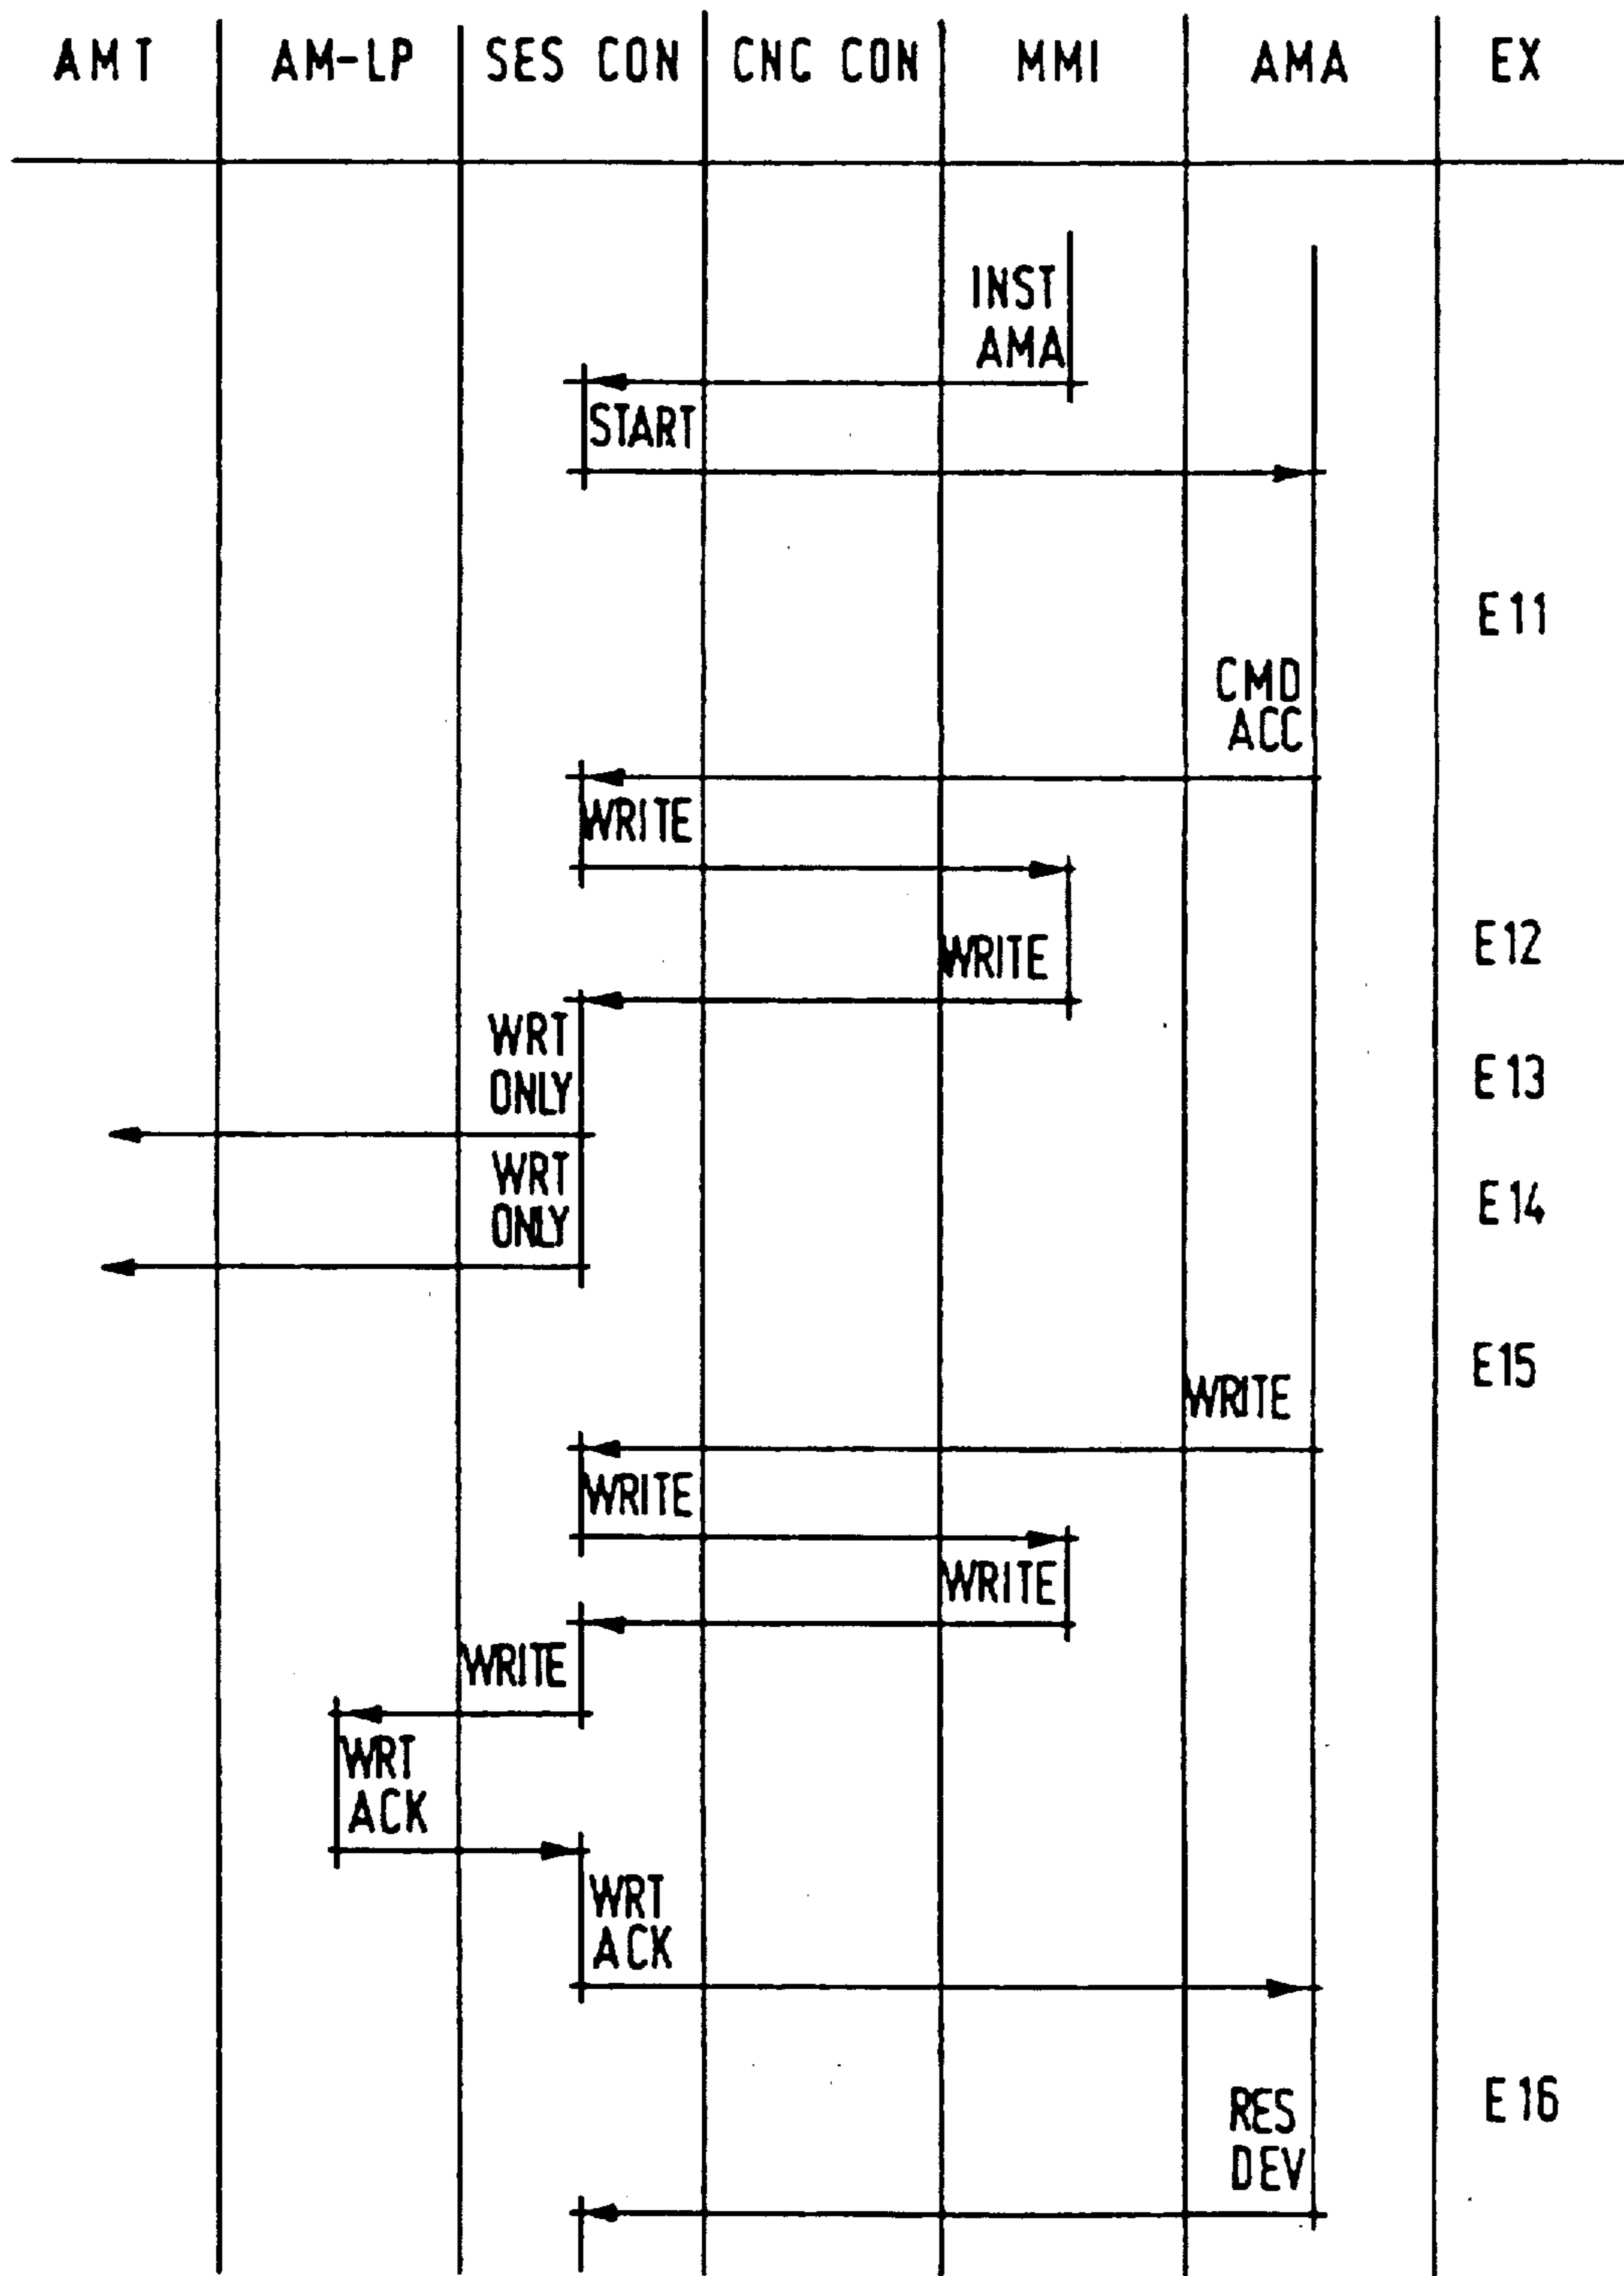 AMT AM-LP SES CON CNC CON MMI AMA EX
INST
AMA
START
E11
CMD
ACC
WRITE
E12
WRITE
WRT
ONLY
E13
WRT
ONLY
E14
E15
WRITE
WRITE
WRITE
WRITE
WRT
ACK
WRT
ACK
E16
RES
DEV